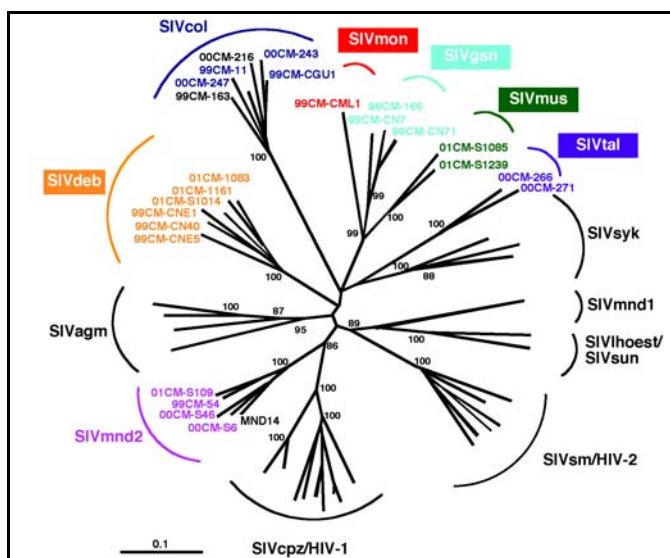 SIVcol
00CM-216
00CM-243
99CM-11
99CM-CGU1
00CM-247
99CM-163
100
SIVmon
99CM-CML1
SIVgsn
99CM-166
99CM-CN7
99CM-CN71
99
99
SIVmus
01CM-S1085
01CM-S1239
100
SIVtal
00CM-266
00CM-271
100
SIVsyk
88
SIVdeb
01CM-1083
01CM-1161
01CM-S1014
99CM-CNE1
99CM-CN40
99CM-CNE5
100
SIVmnd1
SIVlhoest/
SIVsun
100
89
SIVagm
100
87
95
86
100
SIVsm/HIV-2
01CM-S109
99CM-54
00CM-S46
00CM-S6
MND14
100
SIVmnd2
100
100
100
SIVcpz/HIV-1
0.1